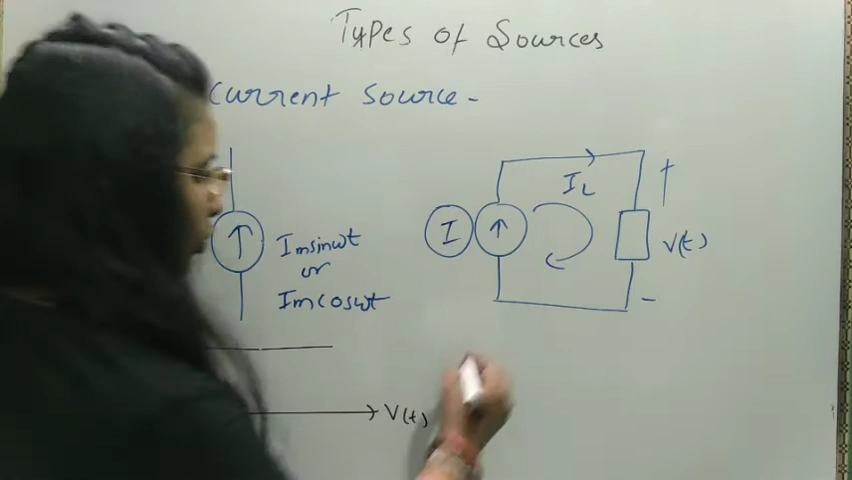 Types of Sources
Current Source -
Imsinωt
or
Imcosωt
I
IL
+
V(t)
-
V(t)